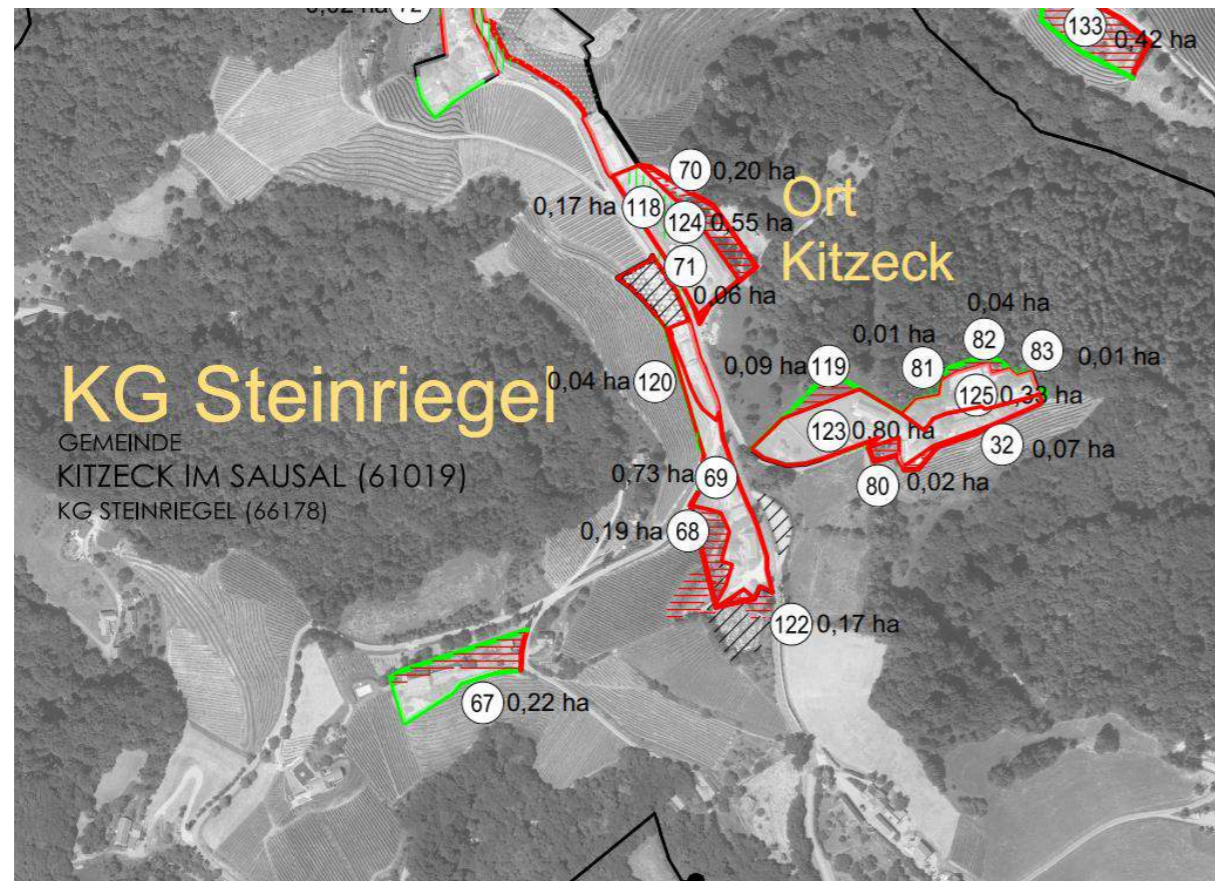 0,02 ha 72
133 0,42 ha
70 0,20 ha
0,17 ha 118
124 0,55 ha
Ort
Kitzeck
71
0,06 ha
0,04 ha
0,01 ha 82
83 0,01 ha
0,09 ha 119
81
KG Steinriegel
0,04 ha 120
125 0,33 ha
123 0,80 ha
32 0,07 ha
GEMEINDE
KITZECK IM SAUSAL (61019)
KG STEINRIEGEL (66178)
0,73 ha 69
80 0,02 ha
0,19 ha 68
122 0,17 ha
67 0,22 ha